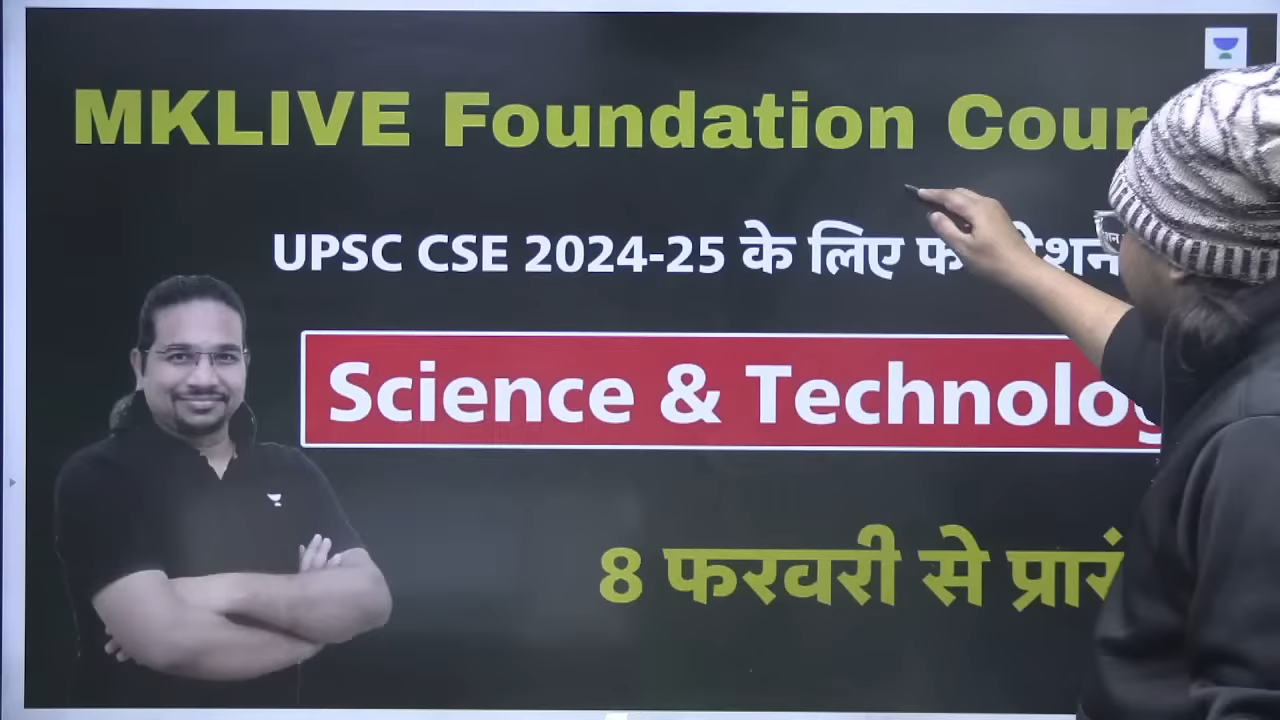 MKLIVE Foundation Cour
UPSC CSE 2024-25 के लिए
Science & Technolog
8 फरवरी से प्रारं